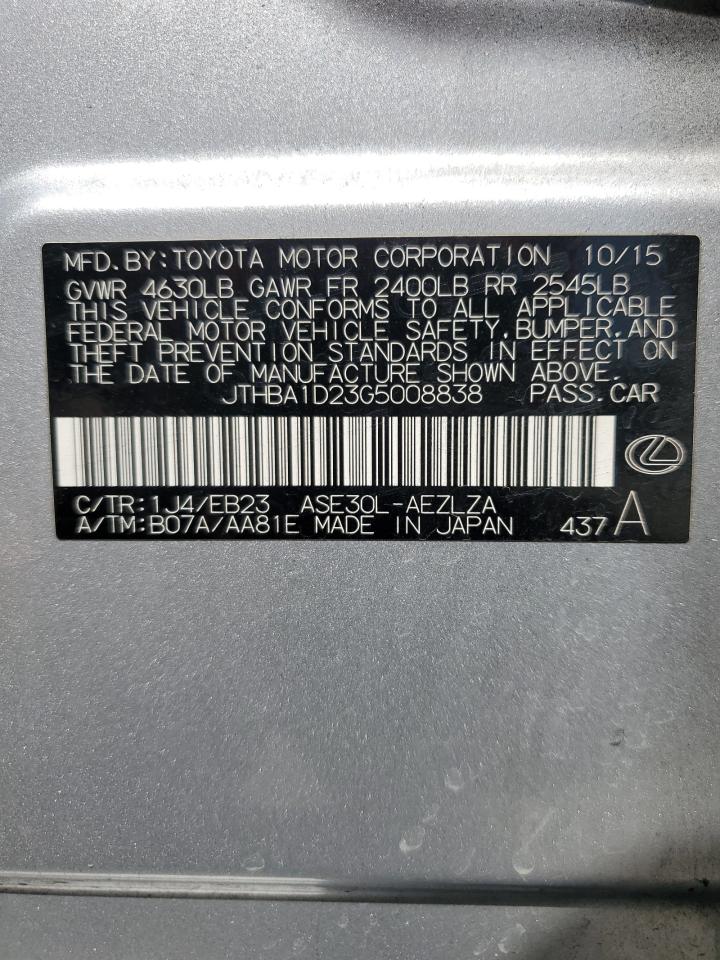 MFD. BY: TOYOTA MOTOR CORPORATION 10/15
GVWR 4630LB GAWR FR 2400LB RR 2545LB
THIS VEHICLE CONFORMS TO ALL APPLICABLE
FEDERAL MOTOR VEHICLE SAFETY, BUMPER, AND
THEFT PREVENTION STANDARDS IN EFFECT ON
THE DATE OF MANUFACTURE SHOWN ABOVE.
JTHBA1D23G5008838 PASS. CAR
C/TR: 1J4/EB23 ASE30L-AEZLZA
A/TM: B07A/AA81E MADE IN JAPAN 437 A